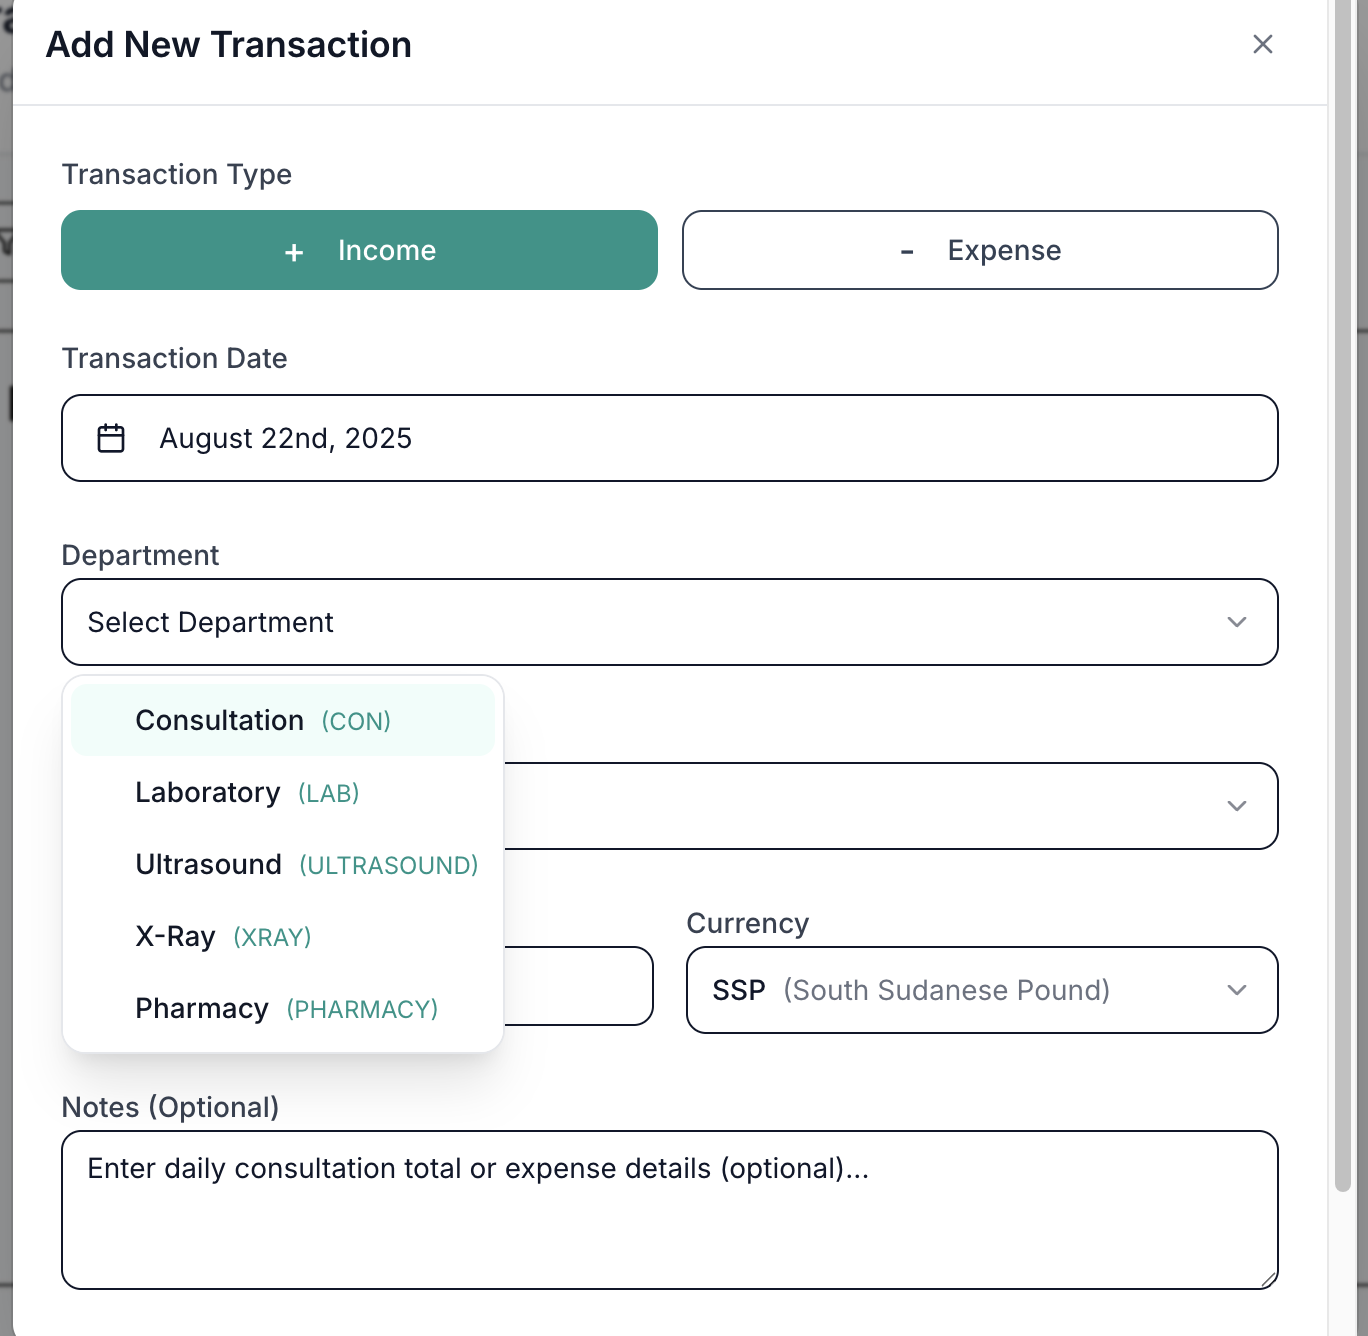 Add New Transaction
Transaction Type
+ Income
- Expense
Transaction Date
August 22nd, 2025
Department
Select Department
Consultation (CON)
Laboratory (LAB)
Ultrasound (ULTRASOUND)
X-Ray (XRAY)
Pharmacy (PHARMACY)
Currency
SSP (South Sudanese Pound)
Notes (Optional)
Enter daily consultation total or expense details (optional)...